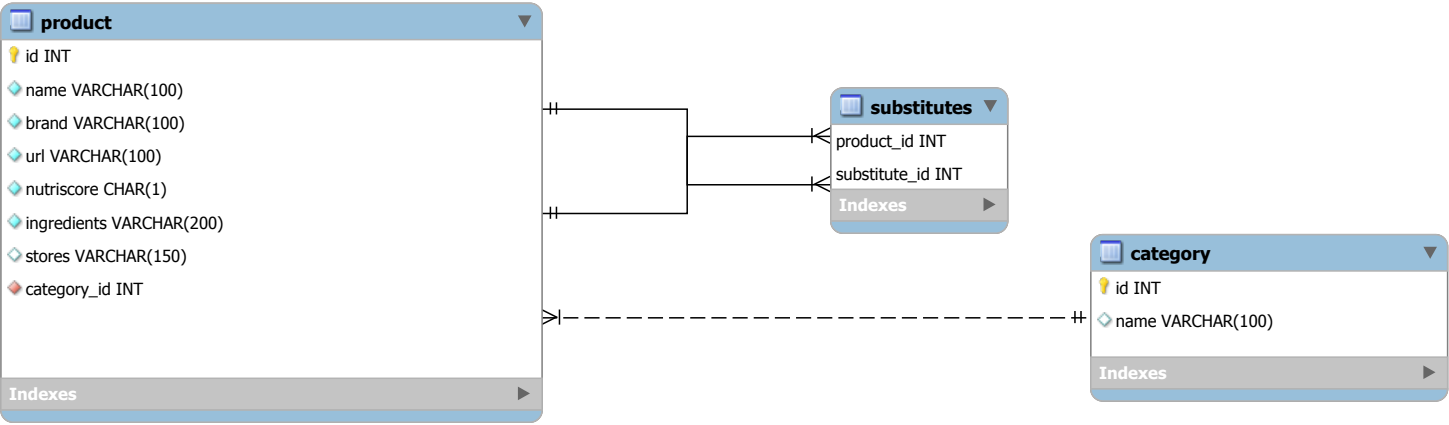 product
id INT
name VARCHAR(100)
brand VARCHAR(100)
url VARCHAR(100)
nutriscore CHAR(1)
ingredients VARCHAR(200)
stores VARCHAR(150)
category_id INT
Indexes
substitutes
product_id INT
substitute_id INT
Indexes
category
id INT
name VARCHAR(100)
Indexes